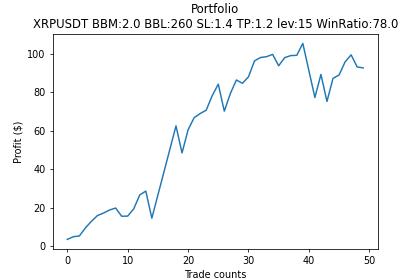 Portfolio
XRPUSDT BBM:2.0 BBL:260 SL:1.4 TP:1.2 lev:15 WinRatio:78.0
Profit ($)
100
80
60
40
20
0
0 10 20 30 40 50
Trade counts